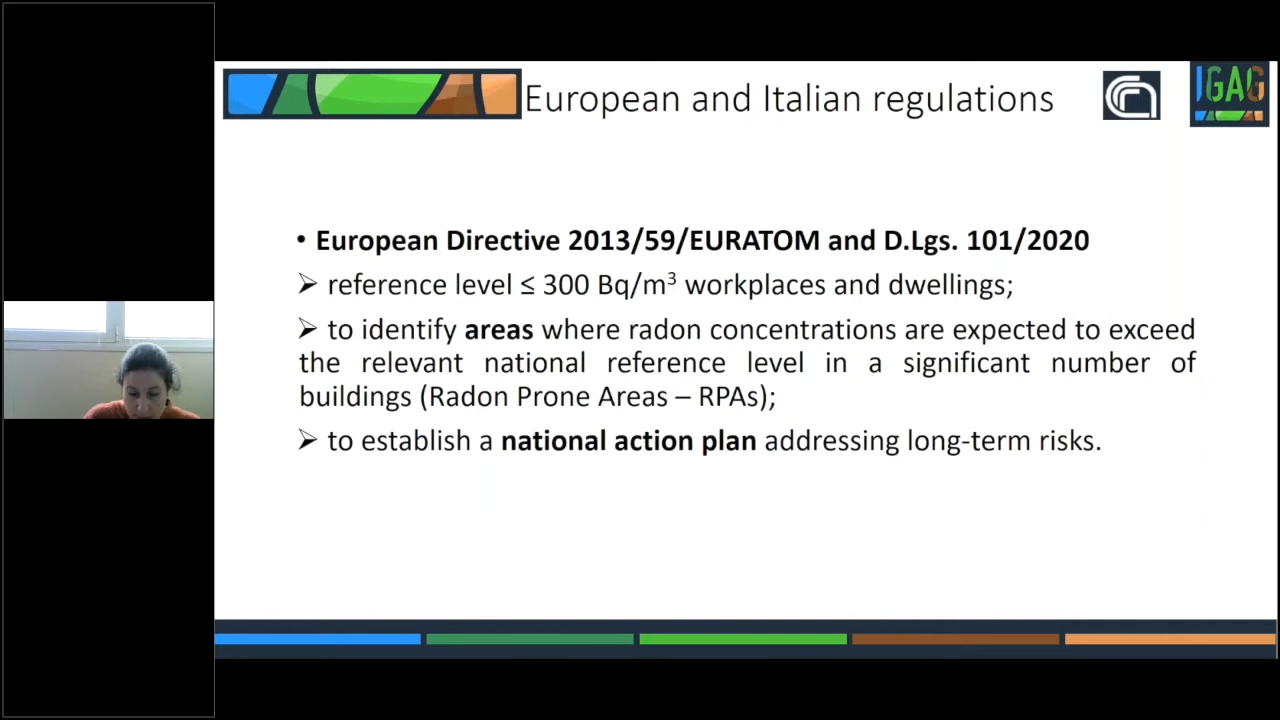 European and Italian regulations
IGAG
• European Directive 2013/59/EURATOM and D.Lgs. 101/2020
➢ reference level ≤ 300 Bq/m³ workplaces and dwellings;
➢ to identify areas where radon concentrations are expected to exceed
the relevant national reference level in a significant number of
buildings (Radon Prone Areas – RPAs);
➢ to establish a national action plan addressing long-term risks.